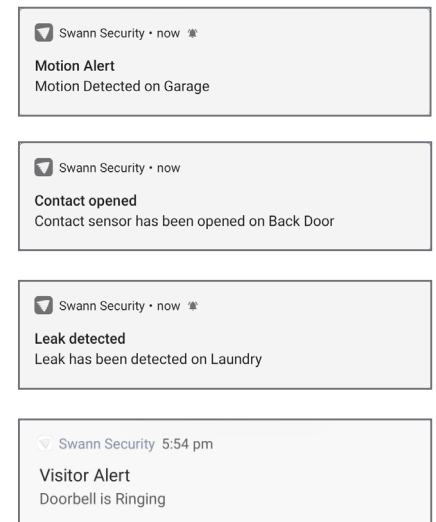 Swann Security • now
Motion Alert
Motion Detected on Garage
Swann Security • now
Contact opened
Contact sensor has been opened on Back Door
Swann Security • now
Leak detected
Leak has been detected on Laundry
Swann Security 5:54 pm
Visitor Alert
Doorbell is Ringing